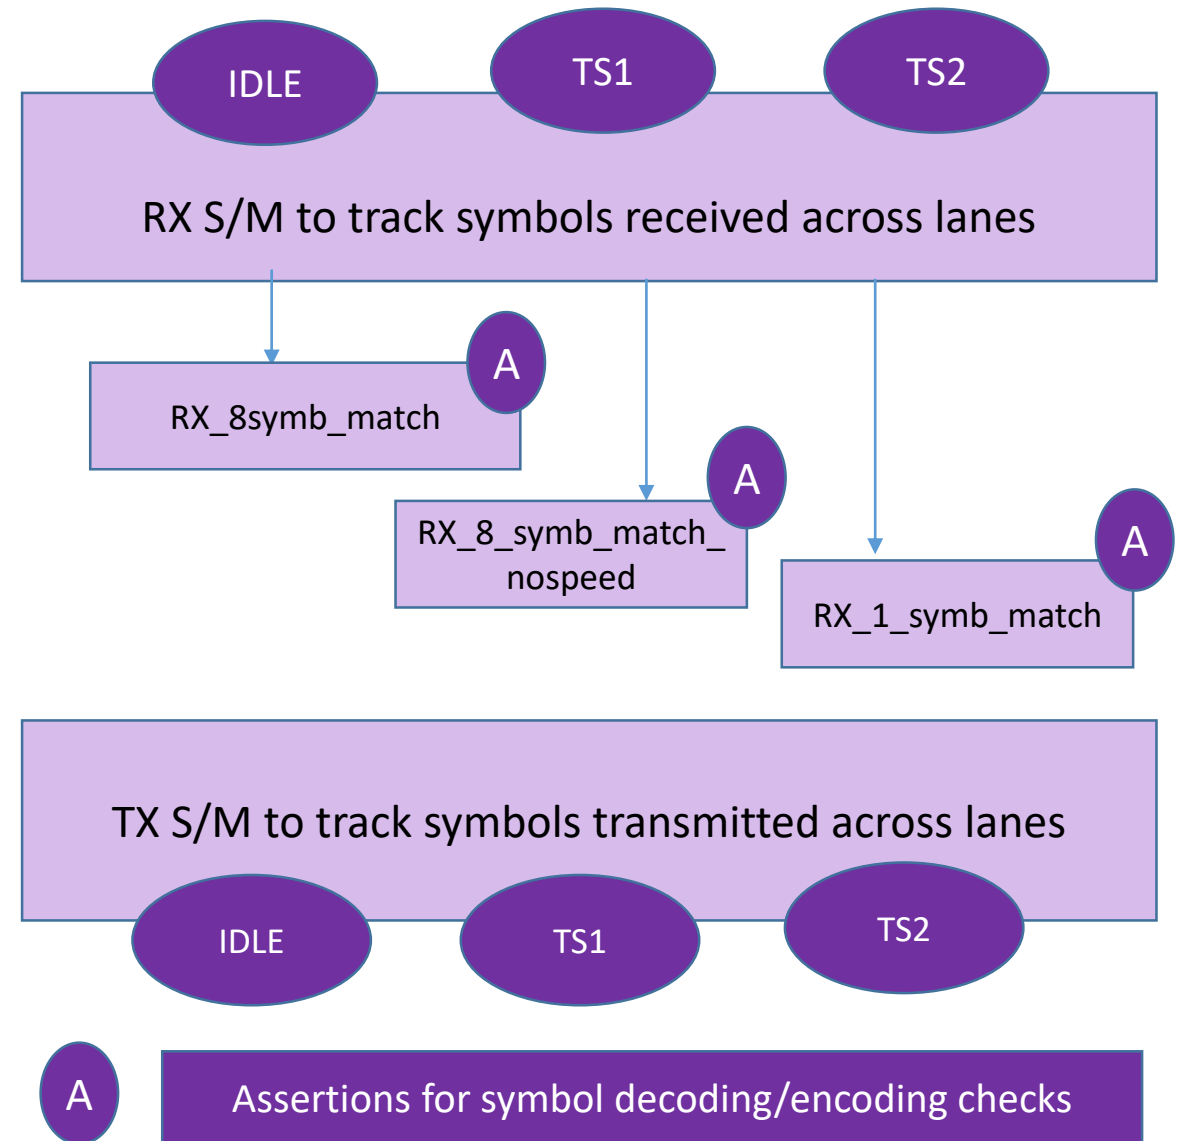 IDLE
TS1
TS2
RX S/M to track symbols received across lanes
A
RX_8symb_match
A
RX_8_symb_match_
nospeed
A
RX_1_symb_match
TX S/M to track symbols transmitted across lanes
IDLE
TS1
TS2
A
Assertions for symbol decoding/encoding checks